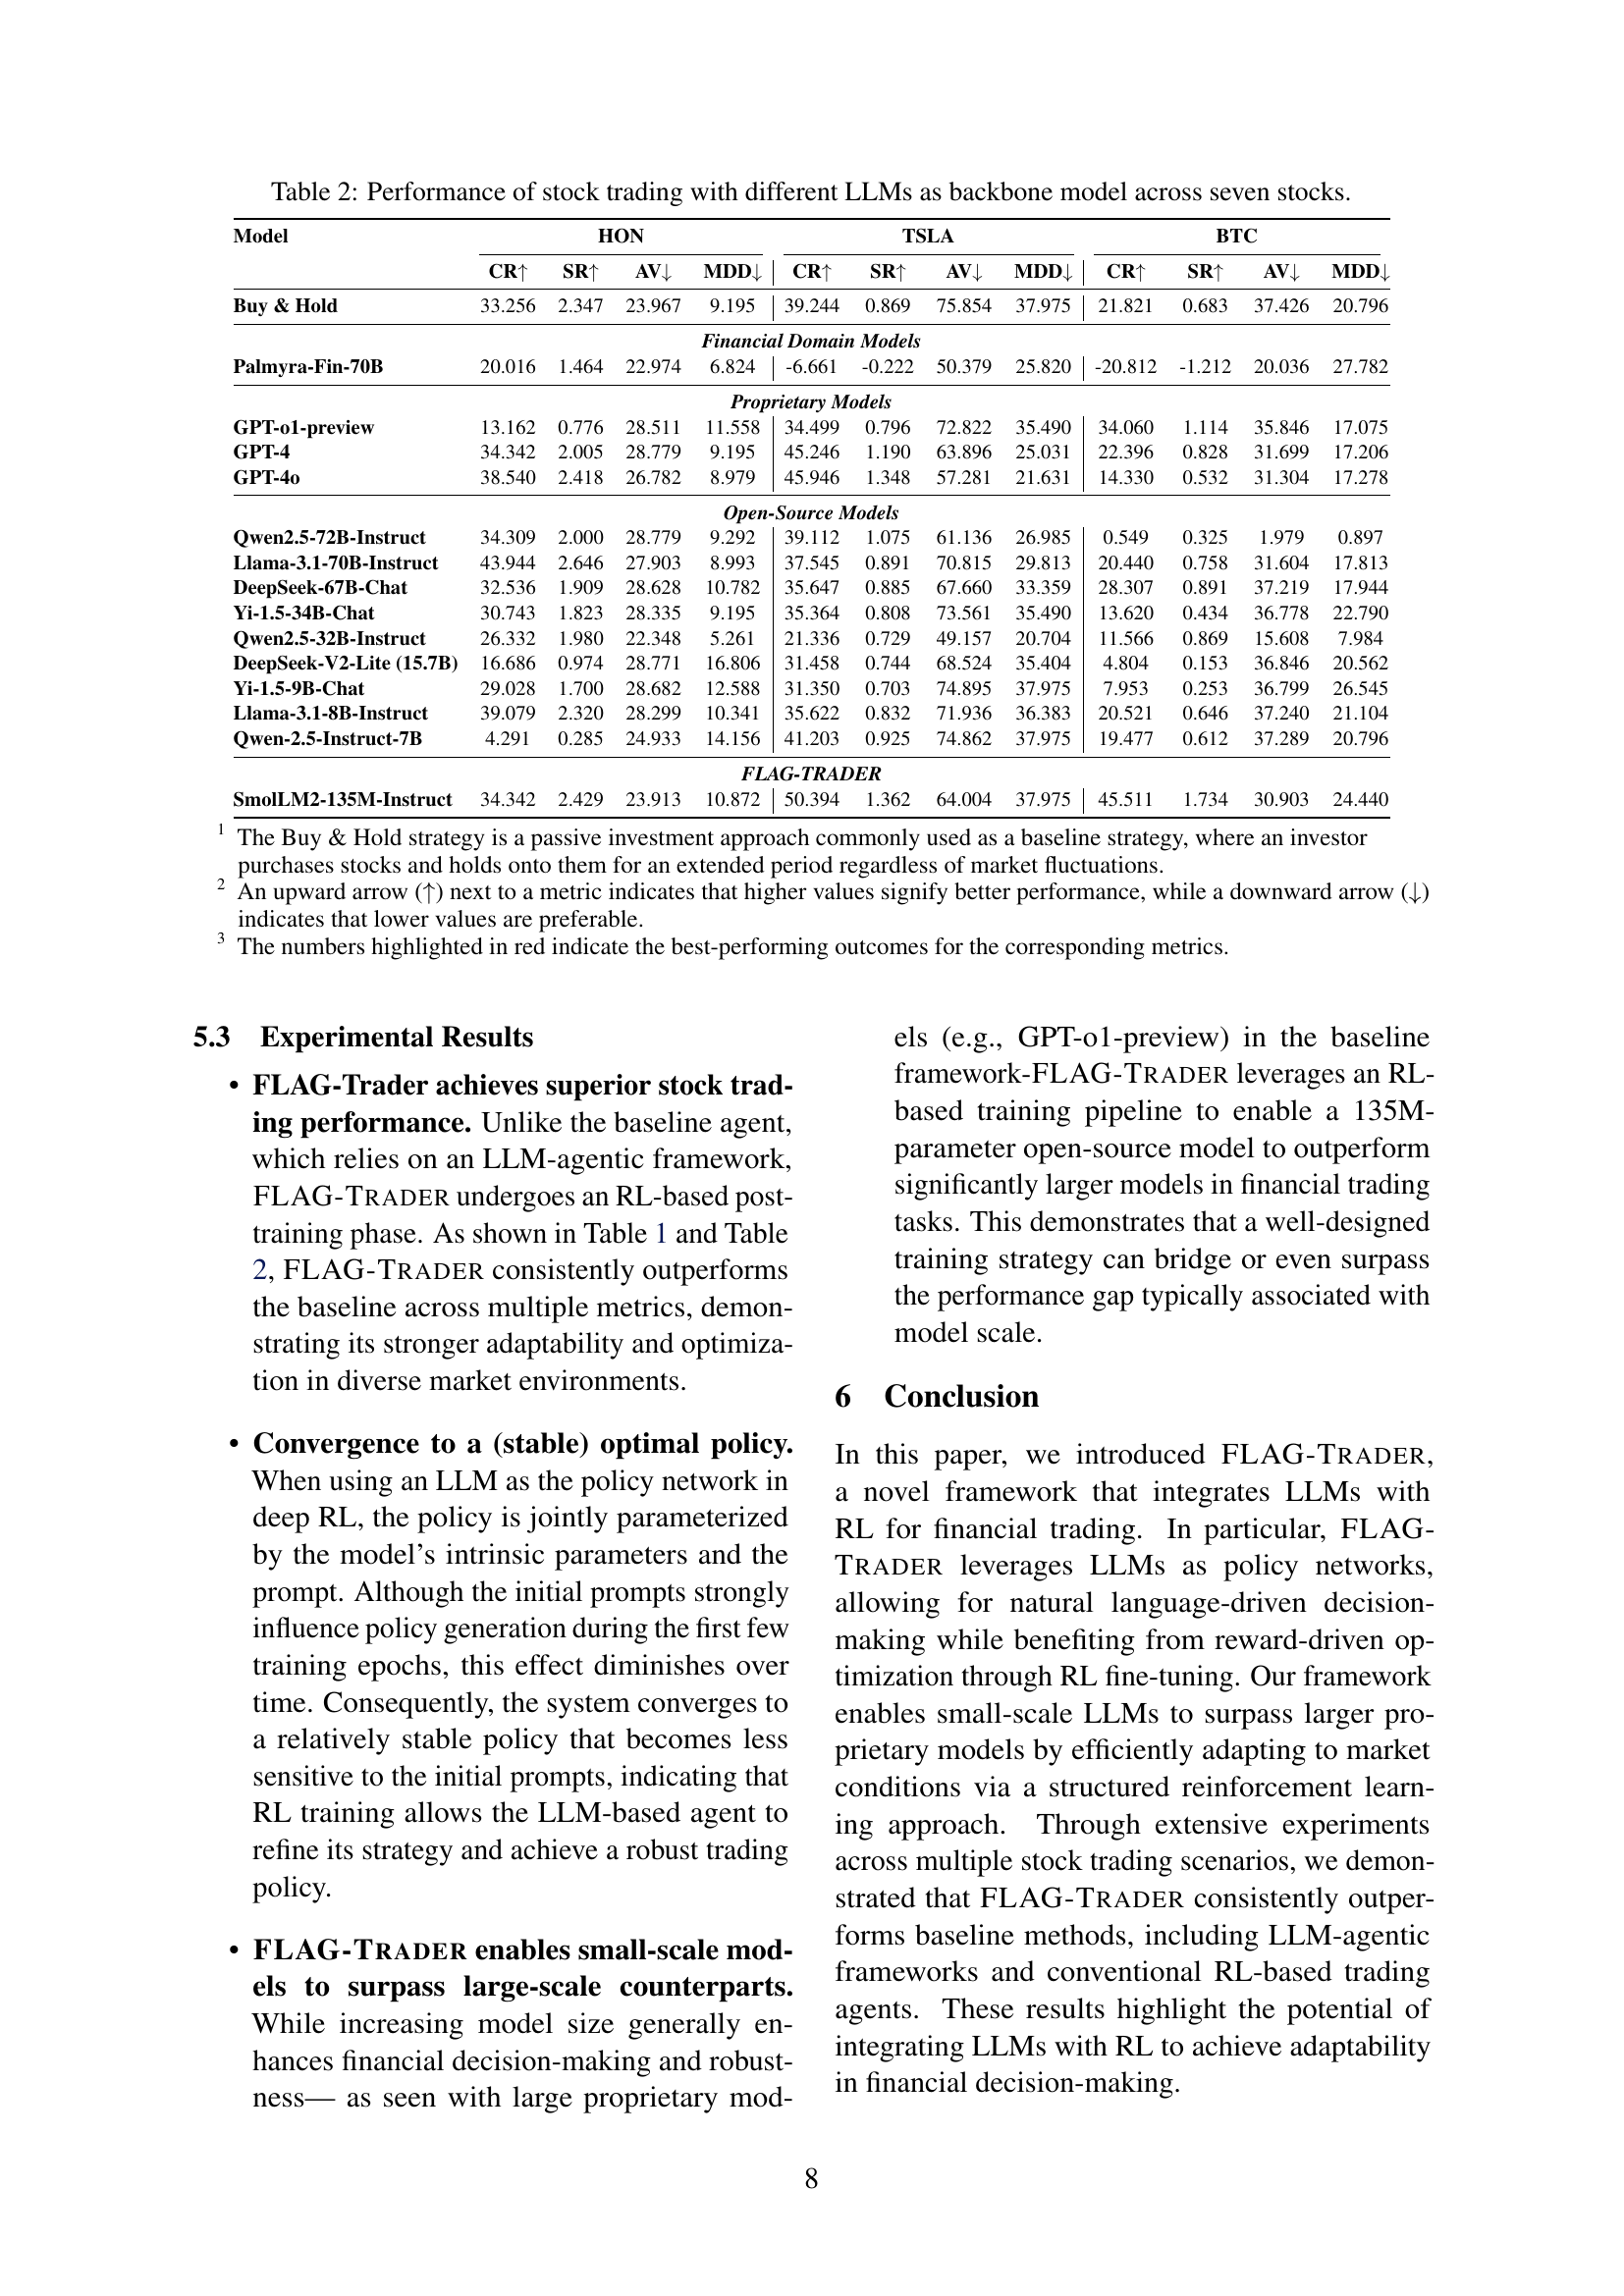 Table 2: Performance of stock trading with different LLMs as backbone model across seven stocks.
Model HON TSLA BTC
CR↑ SR↑ AV↓ MDD↓ CR↑ SR↑ AV↓ MDD↓ CR↑ SR↑ AV↓ MDD↓
Buy & Hold 33.256 2.347 23.967 9.195 39.244 0.869 75.854 37.975 21.821 0.683 37.426 20.796
Financial Domain Models
Palmyra-Fin-70B 20.016 1.464 22.974 6.824 -6.661 -0.222 50.379 25.820 -20.812 -1.212 20.036 27.782
Proprietary Models
GPT-o1-preview 13.162 0.776 28.511 11.558 34.499 0.796 72.822 35.490 34.060 1.114 35.846 17.075
GPT-4 34.342 2.005 28.779 9.195 45.246 1.190 63.896 25.031 22.396 0.828 31.699 17.206
GPT-4o 38.540 2.418 26.782 8.979 45.946 1.348 57.281 21.631 14.330 0.532 31.304 17.278
Open-Source Models
Qwen2.5-72B-Instruct 34.309 2.000 28.779 9.292 39.112 1.075 61.136 26.985 0.549 0.325 1.979 0.897
Llama-3.1-70B-Instruct 43.944 2.646 27.903 8.993 37.545 0.891 70.815 29.813 20.440 0.758 31.604 17.813
DeepSeek-67B-Chat 32.536 1.909 28.628 10.782 35.647 0.885 67.660 33.359 28.307 0.891 37.219 17.944
Yi-1.5-34B-Chat 30.743 1.823 28.335 9.195 35.364 0.808 73.561 35.490 13.620 0.434 36.778 22.790
Qwen2.5-32B-Instruct 26.332 1.980 22.348 5.261 21.336 0.729 49.157 20.704 11.566 0.869 15.608 7.984
DeepSeek-V2-Lite (15.7B) 16.686 0.974 28.771 16.806 31.458 0.744 68.524 35.404 4.804 0.153 36.846 20.562
Yi-1.5-9B-Chat 29.028 1.700 28.682 12.588 31.350 0.703 74.895 37.975 7.953 0.253 36.799 26.545
Llama-3.1-8B-Instruct 39.079 2.320 28.299 10.341 35.622 0.832 71.936 36.383 20.521 0.646 37.240 21.104
Qwen-2.5-Instruct-7B 4.291 0.285 24.933 14.156 41.203 0.925 74.862 37.975 19.477 0.612 37.289 20.796
FLAG-TRADER
SmolLM2-135M-Instruct 34.342 2.429 23.913 10.872 50.394 1.362 64.004 37.975 45.511 1.734 30.903 24.440
1 The Buy & Hold strategy is a passive investment approach commonly used as a baseline strategy, where an investor
purchases stocks and holds onto them for an extended period regardless of market fluctuations.
2 An upward arrow (↑) next to a metric indicates that higher values signify better performance, while a downward arrow (↓)
indicates that lower values are preferable.
3 The numbers highlighted in red indicate the best-performing outcomes for the corresponding metrics.
5.3 Experimental Results
• FLAG-Trader achieves superior stock trad-
ing performance. Unlike the baseline agent,
which relies on an LLM-agentic framework,
FLAG-TRADER undergoes an RL-based post-
training phase. As shown in Table 1 and Table
2, FLAG-TRADER consistently outperforms
the baseline across multiple metrics, demon-
strating its stronger adaptability and optimiza-
tion in diverse market environments.
• Convergence to a (stable) optimal policy.
When using an LLM as the policy network in
deep RL, the policy is jointly parameterized
by the model's intrinsic parameters and the
prompt. Although the initial prompts strongly
influence policy generation during the first few
training epochs, this effect diminishes over
time. Consequently, the system converges to
a relatively stable policy that becomes less
sensitive to the initial prompts, indicating that
RL training allows the LLM-based agent to
refine its strategy and achieve a robust trading
policy.
• FLAG-TRADER enables small-scale mod-
els to surpass large-scale counterparts.
While increasing model size generally en-
hances financial decision-making and robust-
ness— as seen with large proprietary mod-
els (e.g., GPT-o1-preview) in the baseline
framework-FLAG-TRADER leverages an RL-
based training pipeline to enable a 135M-
parameter open-source model to outperform
significantly larger models in financial trading
tasks. This demonstrates that a well-designed
training strategy can bridge or even surpass
the performance gap typically associated with
model scale.
6 Conclusion
In this paper, we introduced FLAG-TRADER,
a novel framework that integrates LLMs with
RL for financial trading. In particular, FLAG-
TRADER leverages LLMs as policy networks,
allowing for natural language-driven decision-
making while benefiting from reward-driven op-
timization through RL fine-tuning. Our framework
enables small-scale LLMs to surpass larger pro-
prietary models by efficiently adapting to market
conditions via a structured reinforcement learn-
ing approach. Through extensive experiments
across multiple stock trading scenarios, we demon-
strated that FLAG-TRADER consistently outper-
forms baseline methods, including LLM-agentic
frameworks and conventional RL-based trading
agents. These results highlight the potential of
integrating LLMs with RL to achieve adaptability
in financial decision-making.
8